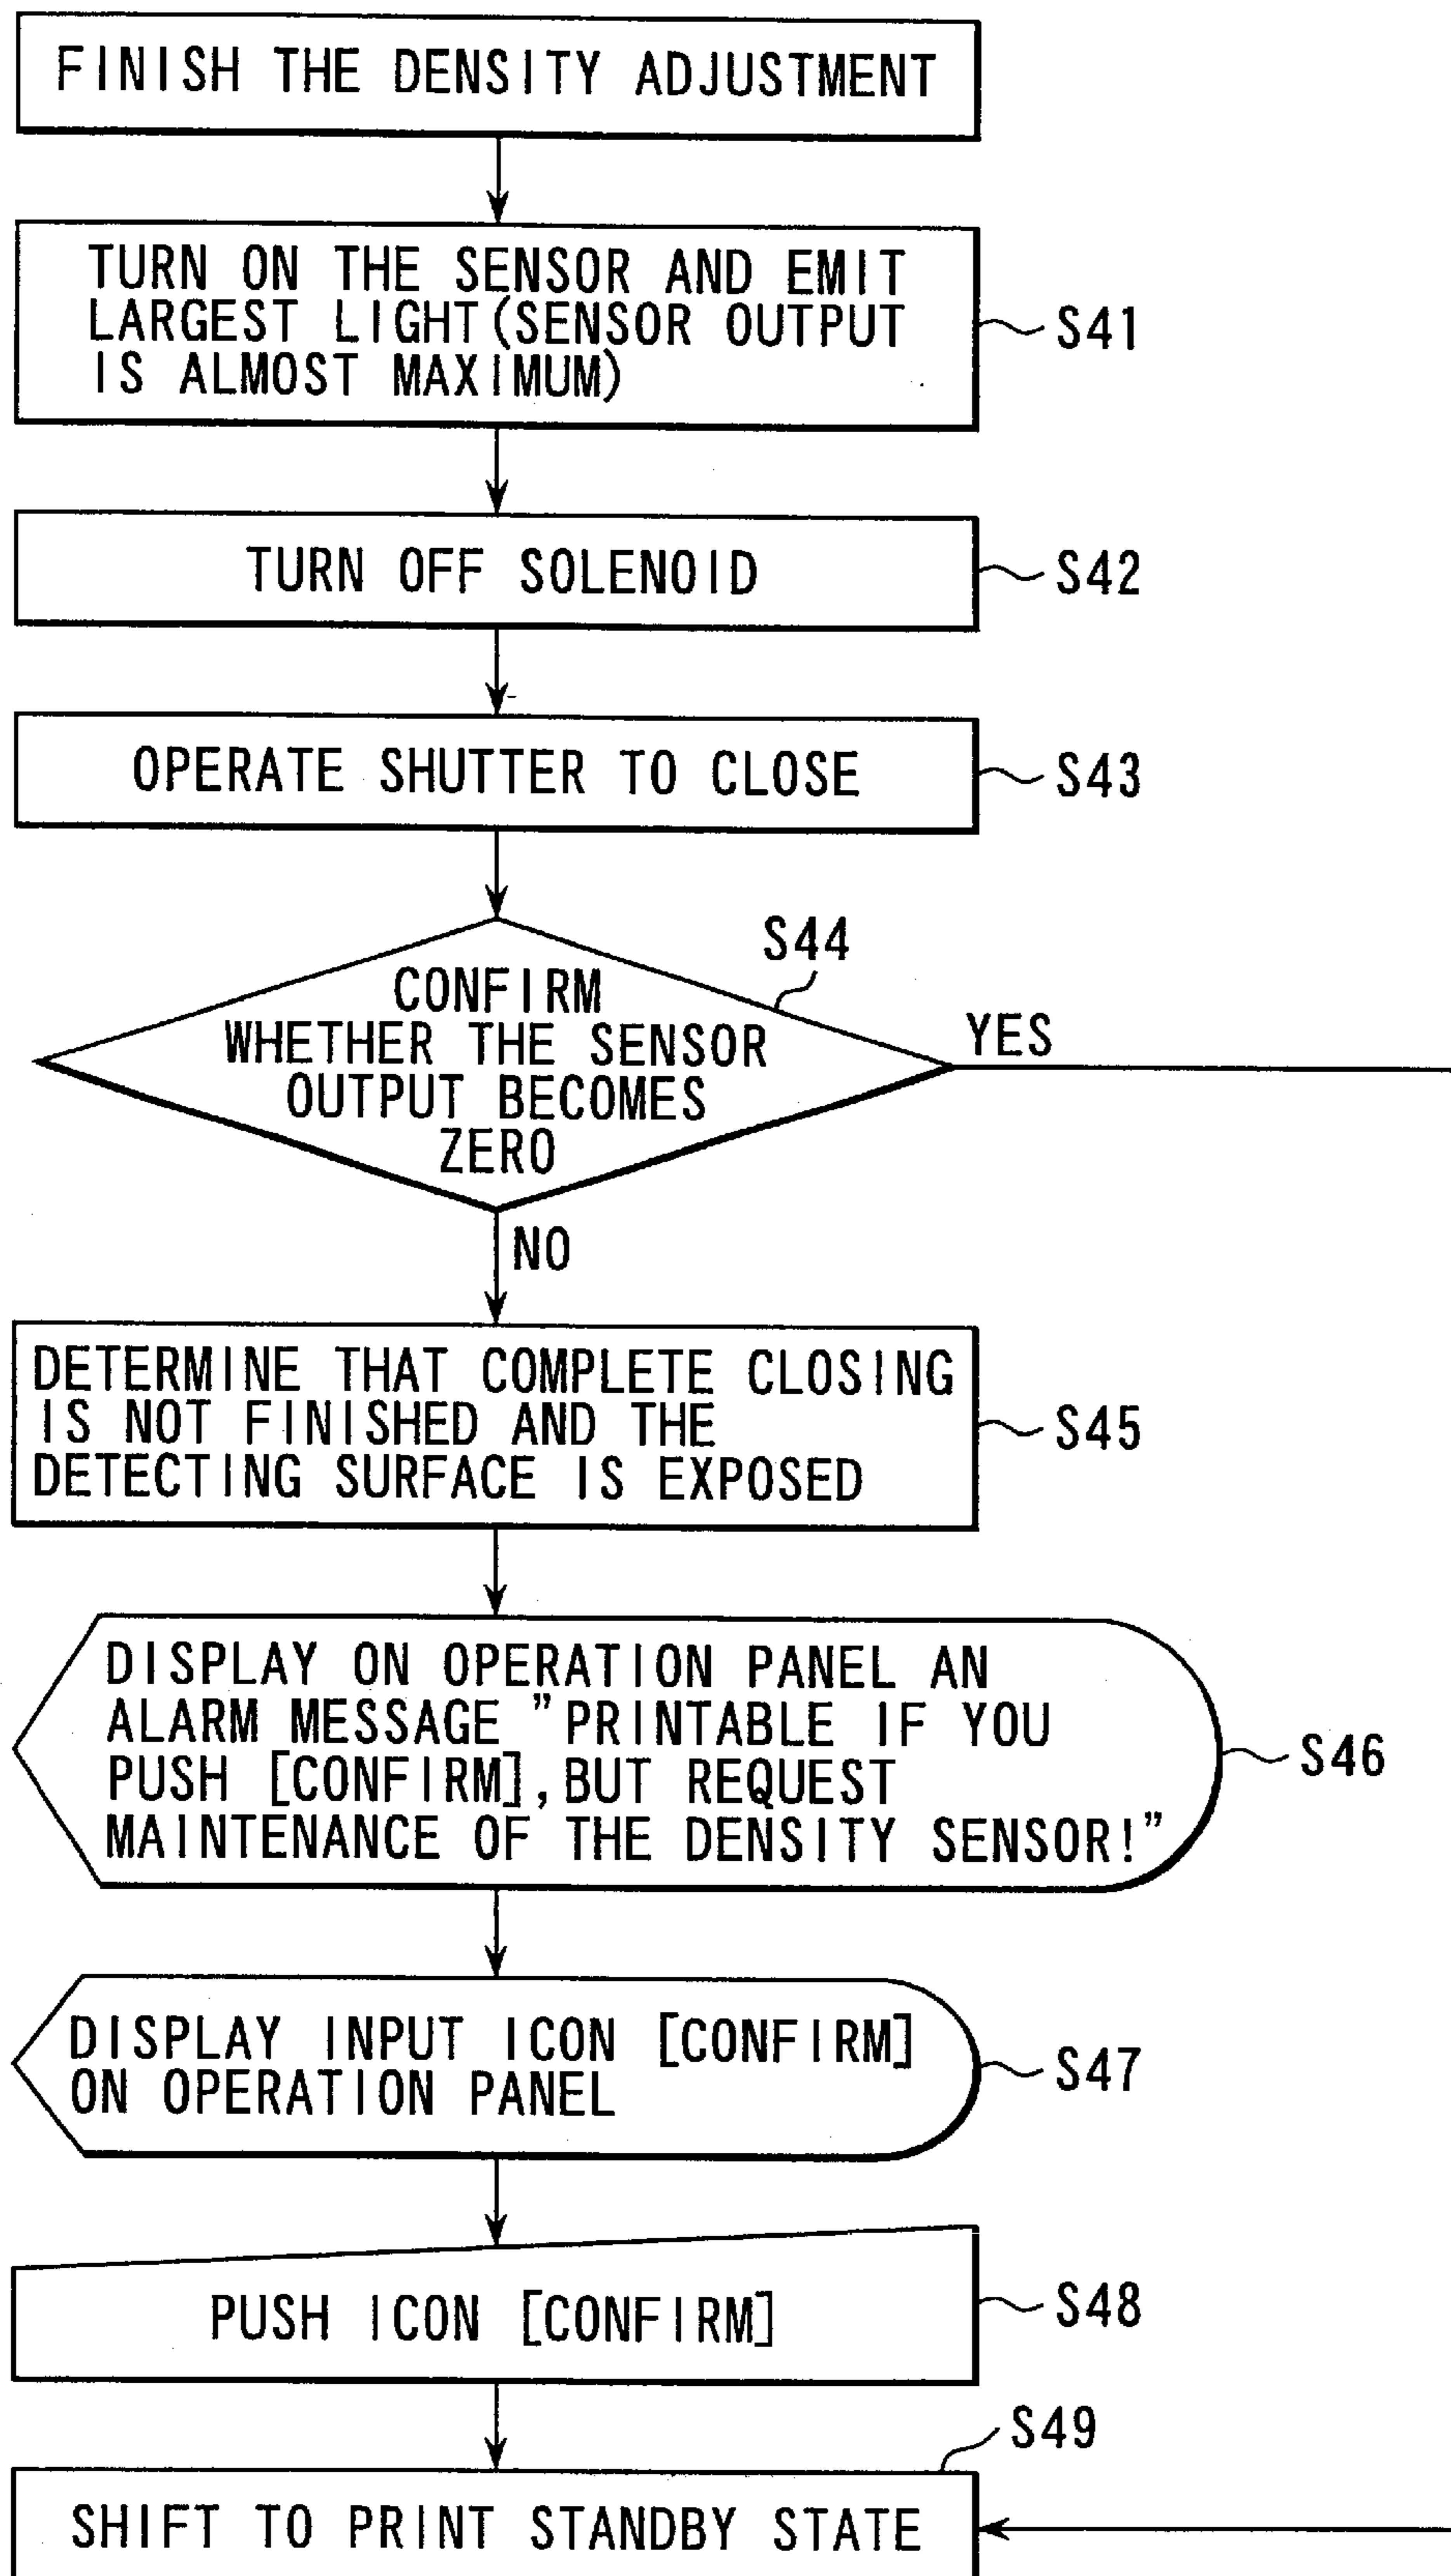 FINISH THE DENSITY ADJUSTMENT
TURN ON THE SENSOR AND EMIT
LARGEST LIGHT(SENSOR OUTPUT
IS ALMOST MAXIMUM)
S41
TURN OFF SOLENOID
S42
OPERATE SHUTTER TO CLOSE
S43
S44
CONFIRM
WHETHER THE SENSOR
OUTPUT BECOMES
ZERO
YES
NO
DETERMINE THAT COMPLETE CLOSING
IS NOT FINISHED AND THE
DETECTING SURFACE IS EXPOSED
S45
DISPLAY ON OPERATION PANEL AN
ALARM MESSAGE "PRINTABLE IF YOU
PUSH [CONFIRM],BUT REQUEST
MAINTENANCE OF THE DENSITY SENSOR!"
S46
DISPLAY INPUT ICON [CONFIRM]
ON OPERATION PANEL
S47
PUSH ICON [CONFIRM]
S48
S49
SHIFT TO PRINT STANDBY STATE